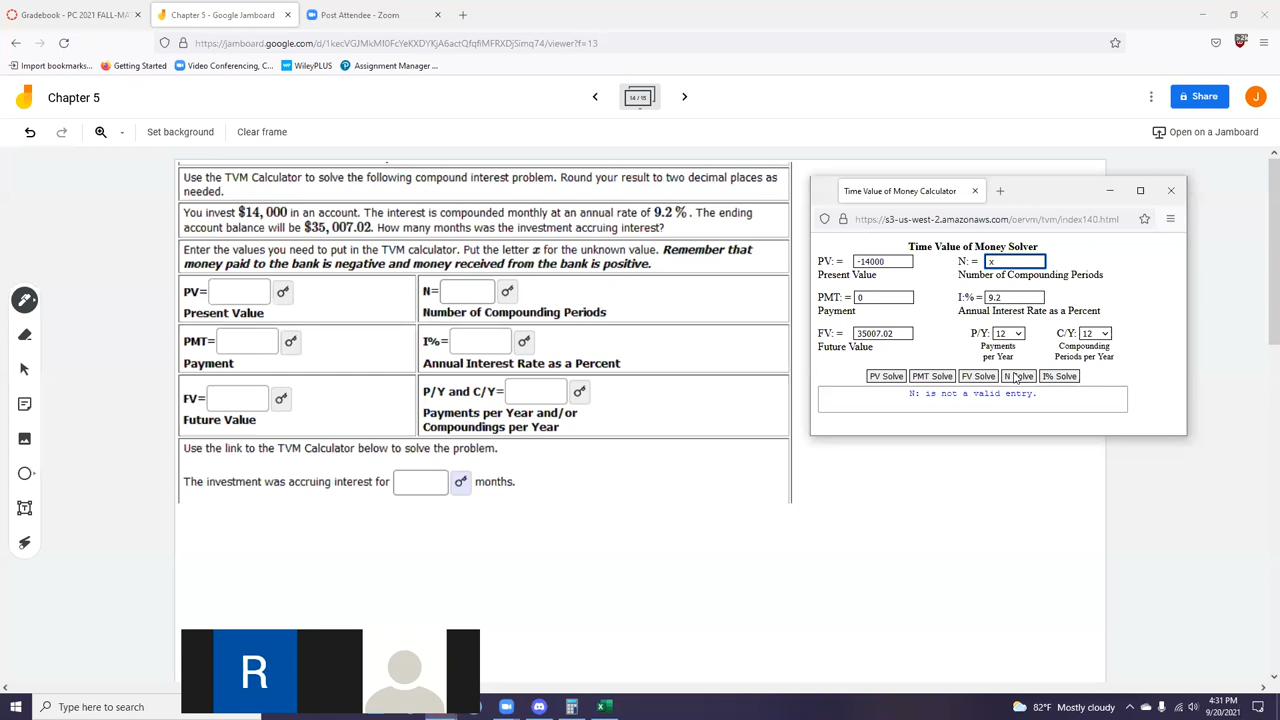 Gradebook - PC 2021 FALL-MA
Chapter 5 - Google Jamboard
Post Attendee - Zoom
https://jamboard.google.com/d/1kecVGJMkMI0FcYeKXDYKjA6actQfqfiMFRXDjSimq74/viewer?f=13
Import bookmarks...
Getting Started
Video Conferencing, C...
WileyPLUS
Assignment Manager ...
Chapter 5
14 / 15
Share
J
Set background
Clear frame
Open on a Jamboard
Use the TVM Calculator to solve the following compound interest problem. Round your result to two decimal places as
needed.
You invest $14, 000 in an account. The interest is compounded monthly at an annual rate of 9.2 %. The ending
account balance will be $35, 007.02. How many months was the investment accruing interest?
Enter the values you need to put in the TVM calculator. Put the letter x for the unknown value. Remember that
money paid to the bank is negative and money received from the bank is positive.
PV=
Present Value
N=
Number of Compounding Periods
PMT=
Payment
I%=
Annual Interest Rate as a Percent
FV=
Future Value
P/Y and C/Y=
Payments per Year and/or
Compoundings per Year
Use the link to the TVM Calculator below to solve the problem.
The investment was accruing interest for months.
Time Value of Money Calculator
https://s3-us-west-2.amazonaws.com/oervm/tvm/index140.html
Time Value of Money Solver
PV: = -14000 N: = x
Present Value Number of Compounding Periods
PMT: = 0 I:% = 9.2
Payment Annual Interest Rate as a Percent
FV: = 35007.02 P/Y: = 12 C/Y: = 12
Future Value
Payments
per Year
Compounding
Periods per Year
PV Solve PMT Solve FV Solve N Solve I% Solve
N: is not a valid entry.
R
Type here to search
82°F Mostly cloudy
4:31 PM
9/20/2021